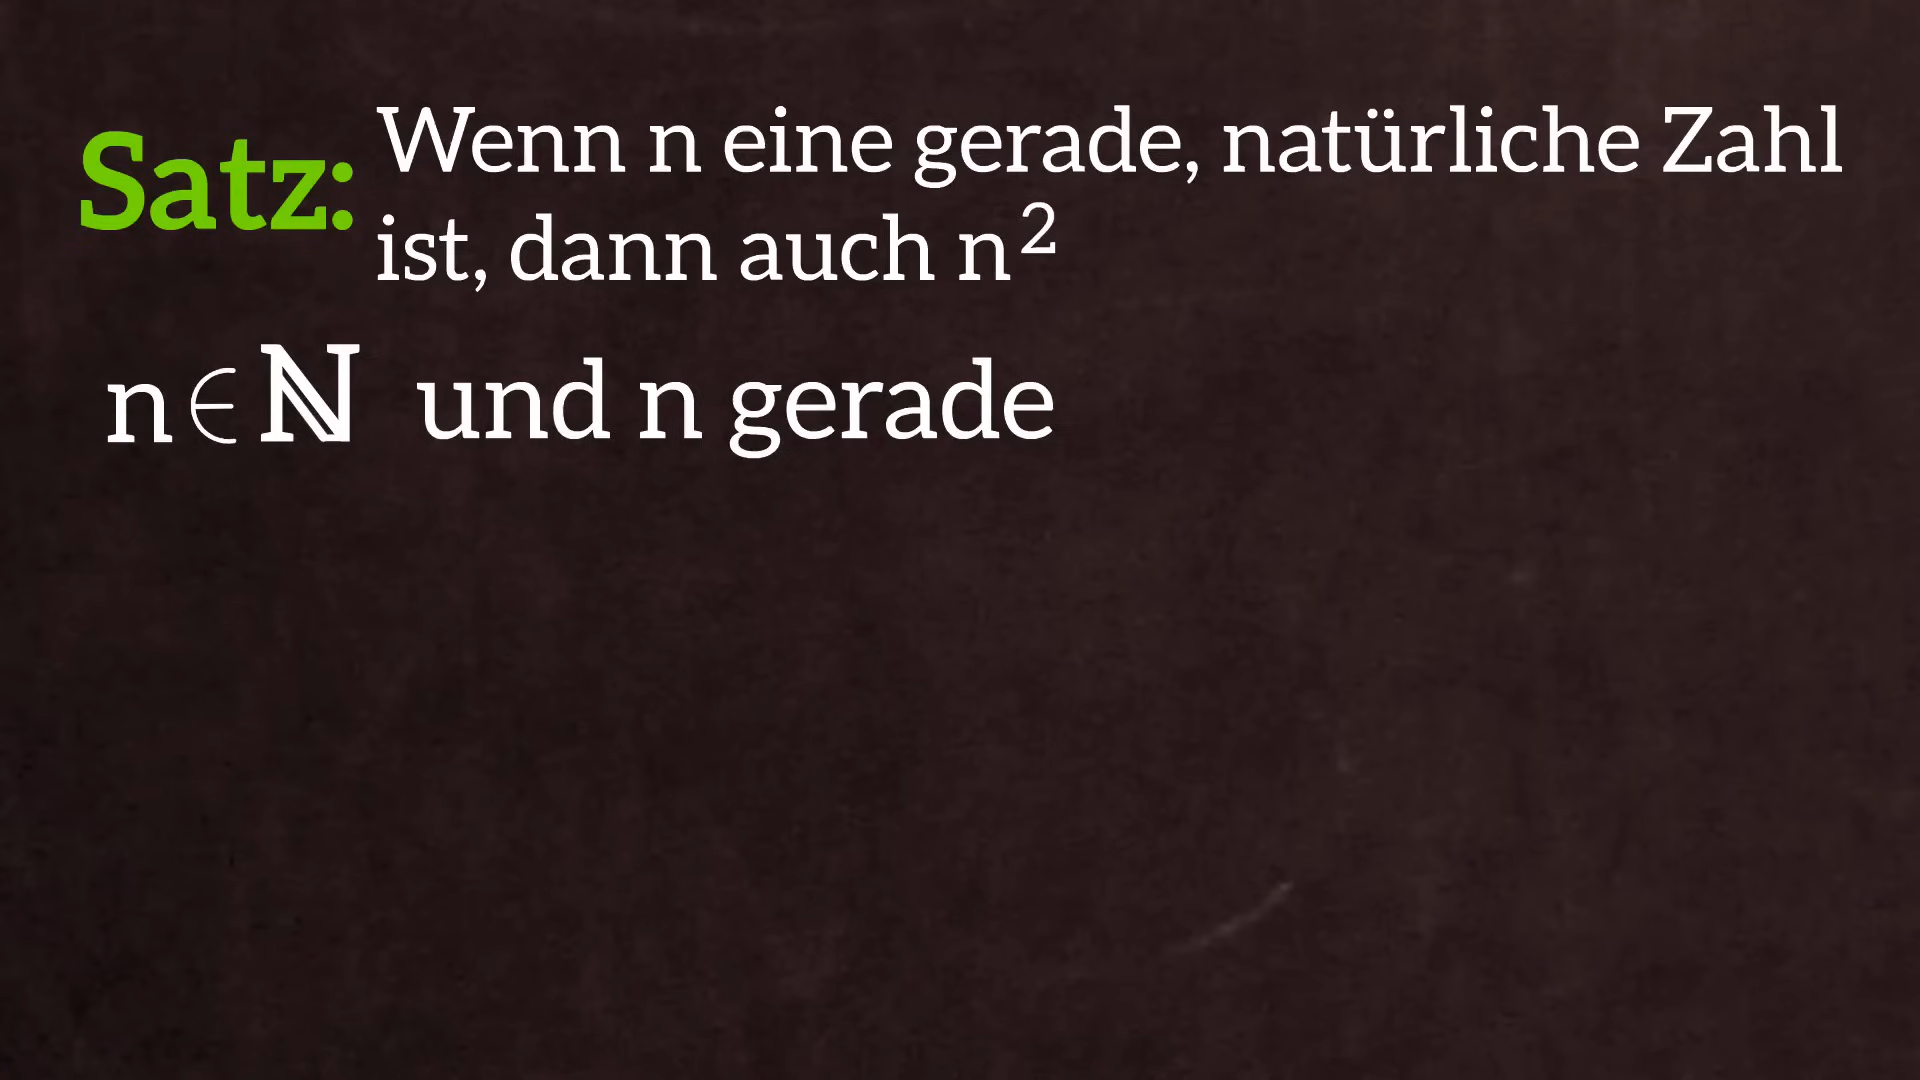 Satz: Wenn n eine gerade, natürliche Zahl
ist, dann auch n²
n∈ℕ und n gerade